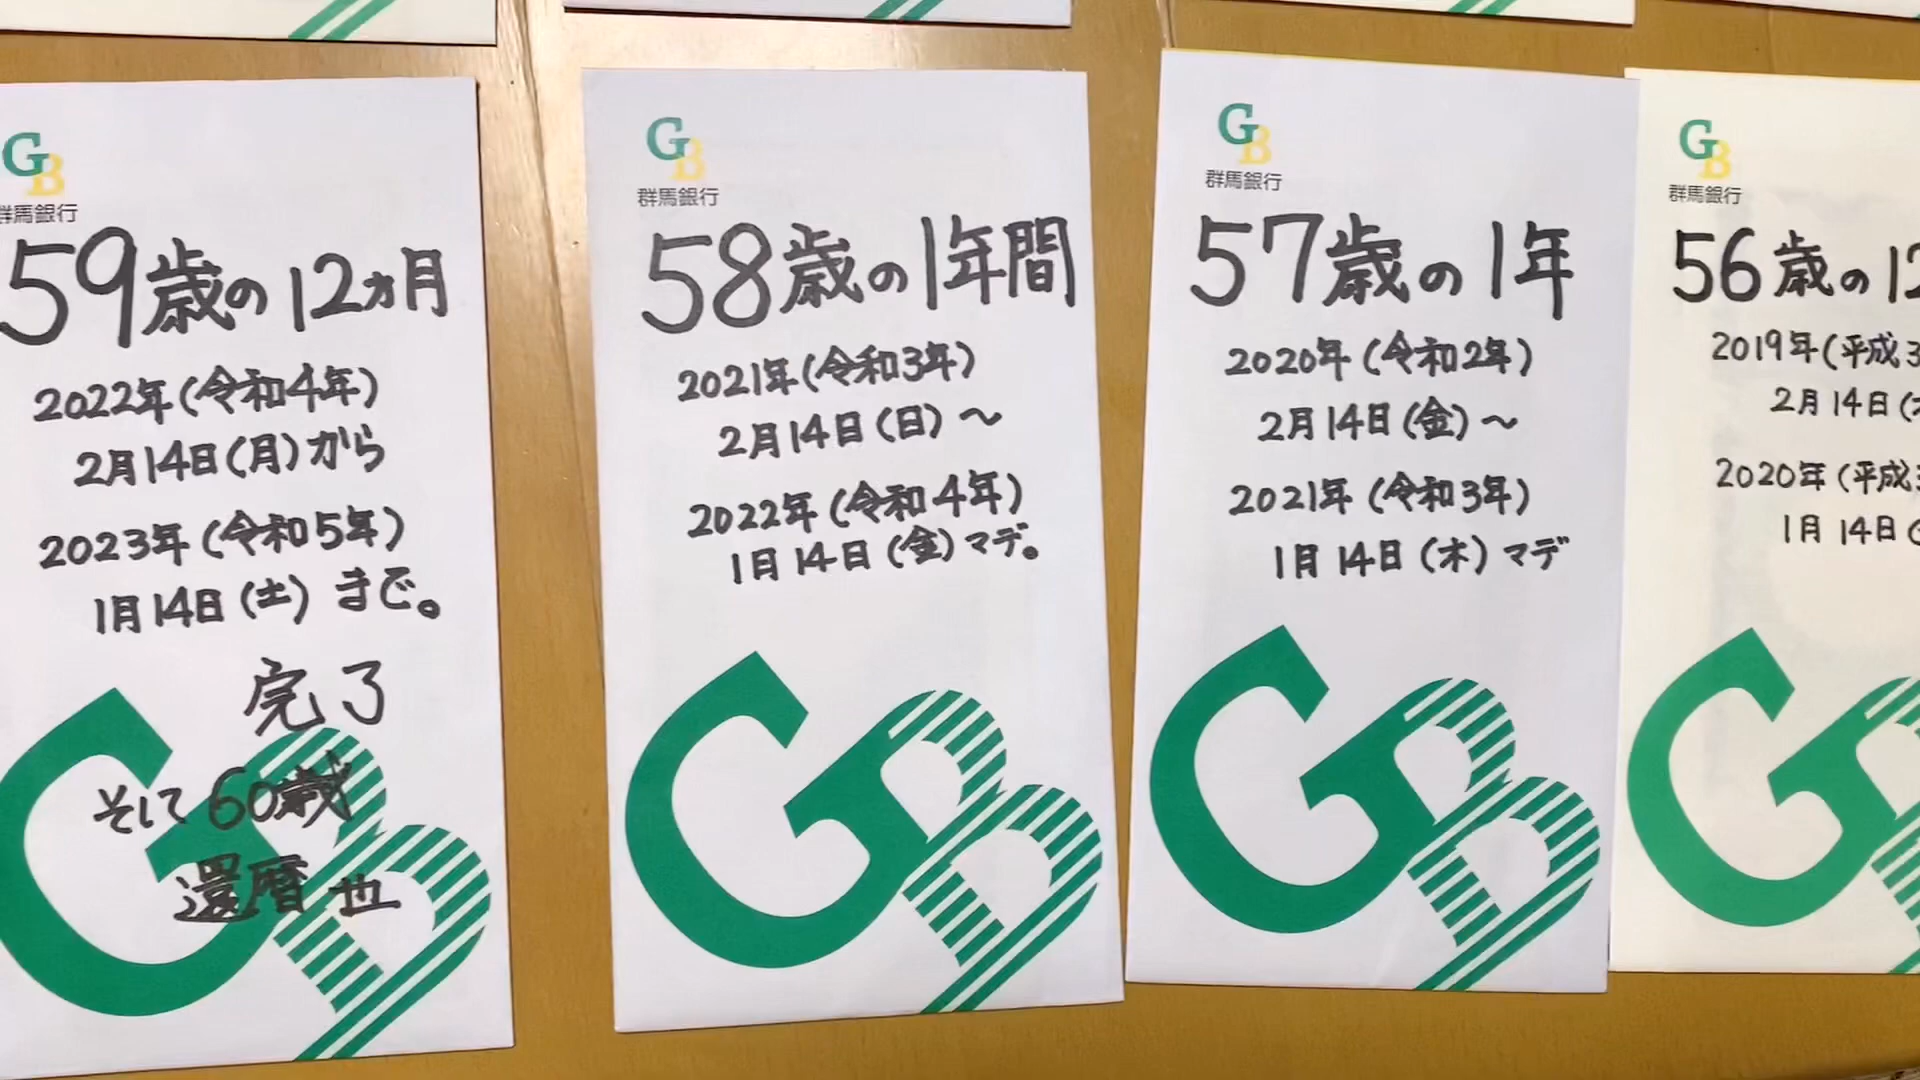 GB
群馬銀行
59歳の12ヵ月
2022年(令和4年)
2月14日(月)から
2023年(令和5年)
1月14日(土)まで。
完了
そして60歳
還暦也
GB
GB
群馬銀行
58歳の1年間
2021年(令和3年)
2月14日(日)〜
2022年(令和4年)
1月14日(金)マデ。
GB
GB
群馬銀行
57歳の1年
2020年(令和2年)
2月14日(金)〜
2021年(令和3年)
1月14日(木)マデ
GB
GB
群馬銀行
56歳の12
2019年(平成3
2月14日(
2020年(平成3
1月14日(
G